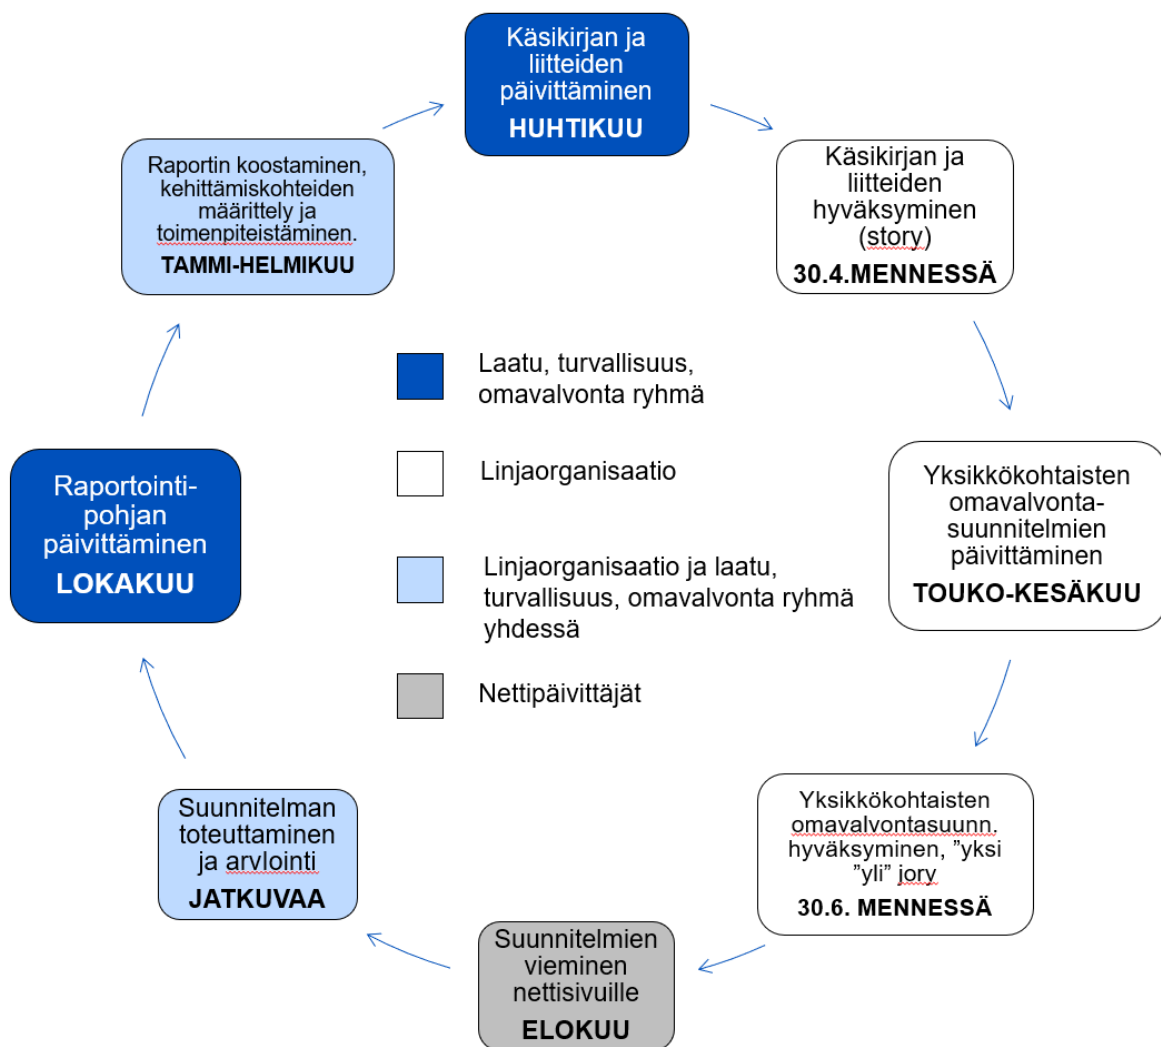 Käsikirjan ja
liitteiden
päivittäminen
HUHTIKUU
Käsikirjan ja
liitteiden
hyväksyminen
(story)
30.4.MENNESSÄ
Yksikkökohtaisten
omavalvonta-
suunnitelmien
päivittäminen
TOUKO-KESÄKUU
Yksikkökohtaisten
omavalvontasuunn.
hyväksyminen, ”yksi
”yli” jory
30.6. MENNESSÄ
Suunnitelmien
vieminen
nettisivuille
ELOKUU
Suunnitelman
toteuttaminen
ja arvlointi
JATKUVAA
Raportointi-
pohjan
päivittäminen
LOKAKUU
Raportin koostaminen,
kehittämiskohteiden
määrittely ja
toimenpiteistäminen.
TAMMI-HELMIKUU
Laatu, turvallisuus,
omavalvonta ryhmä
Linjaorganisaatio
Linjaorganisaatio ja laatu,
turvallisuus, omavalvonta ryhmä
yhdessä
Nettipäivittäjät